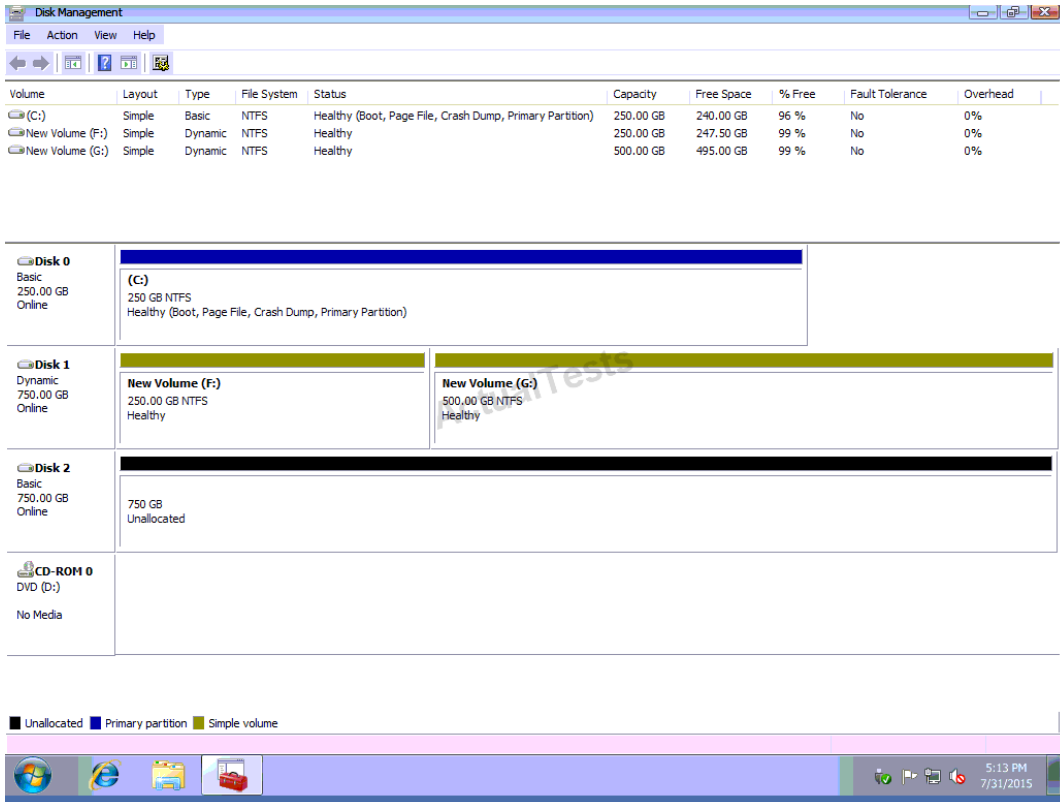 Disk Management
File Action View Help
Volume Layout Type File System Status Capacity Free Space % Free Fault Tolerance Overhead
(C:) Simple Basic NTFS Healthy (Boot, Page File, Crash Dump, Primary Partition) 250.00 GB 240.00 GB 96 % No 0%
New Volume (F:) Simple Dynamic NTFS Healthy 250.00 GB 247.50 GB 99 % No 0%
New Volume (G:) Simple Dynamic NTFS Healthy 500.00 GB 495.00 GB 99 % No 0%
Disk 0
Basic
250.00 GB
Online
(C:)
250 GB NTFS
Healthy (Boot, Page File, Crash Dump, Primary Partition)
Disk 1
Dynamic
750.00 GB
Online
New Volume (F:)
250.00 GB NTFS
Healthy
New Volume (G:)
500.00 GB NTFS
Healthy
ActualTests
Disk 2
Basic
750.00 GB
Online
750 GB
Unallocated
CD-ROM 0
DVD (D:)
No Media
Unallocated Primary partition Simple volume
5:13 PM
7/31/2015